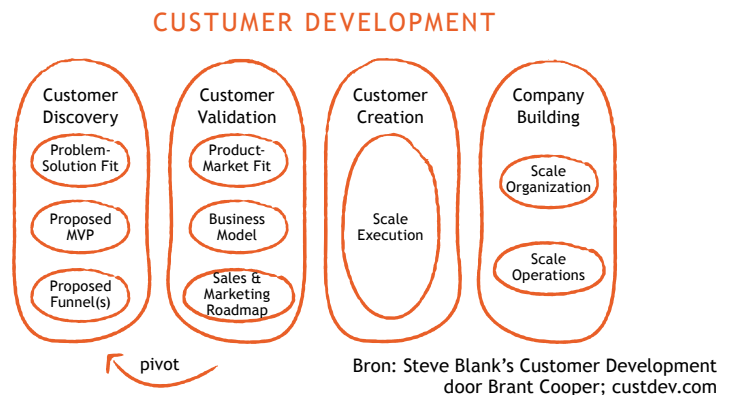 CUSTUMER DEVELOPMENT
Customer
Discovery
Problem-
Solution Fit
Proposed
MVP
Proposed
Funnel(s)
Customer
Validation
Product-
Market Fit
Business
Model
Sales &
Marketing
Roadmap
Customer
Creation
Scale
Execution
Company
Building
Scale
Organization
Scale
Operations
pivot
Bron: Steve Blank’s Customer Development
door Brant Cooper; custdev.com